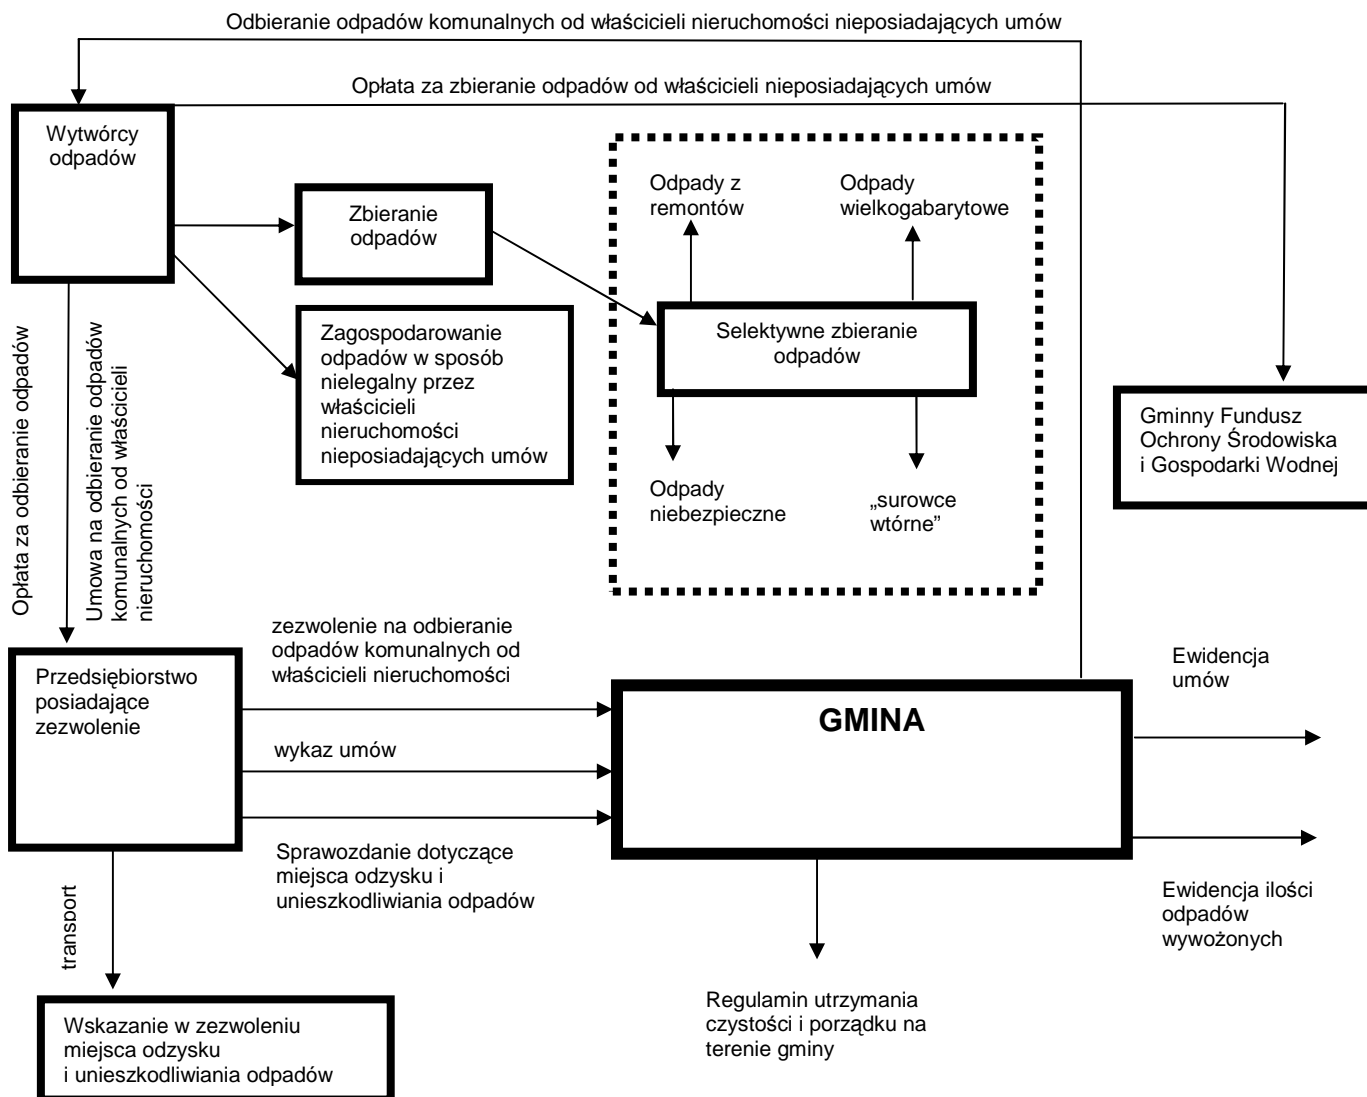 Odbieranie odpadów komunalnych od właścicieli nieruchomości nieposiadających umów
Opłata za zbieranie odpadów od właścicieli nieposiadających umów
Wytwórcy
odpadów
Zbieranie
odpadów
Odpady z
remontów
Odpady
wielkogabarytowe
Selektywne zbieranie
odpadów
Zagospodarowanie
odpadów w sposób
nielegalny przez
właścicieli
nieruchomości
nieposiadających umów
Odpady
niebezpieczne
„surowce
wtórne”
Gminny Fundusz
Ochrony Środowiska
i Gospodarki Wodnej
Opłata za odbieranie odpadów
Umowa na odbieranie odpadów
komunalnych od właścicieli
nieruchomości
Przedsiębiorstwo
posiadające
zezwolenie
zezwolenie na odbieranie
odpadów komunalnych od
właścicieli nieruchomości
wykaz umów
Sprawozdanie dotyczące
miejsca odzysku i
unieszkodliwiania odpadów
GMINA
Ewidencja
umów
Ewidencja ilości
odpadów
wywożonych
transport
Wskazanie w zezwoleniu
miejsca odzysku
i unieszkodliwiania odpadów
Regulamin utrzymania
czystości i porządku na
terenie gminy